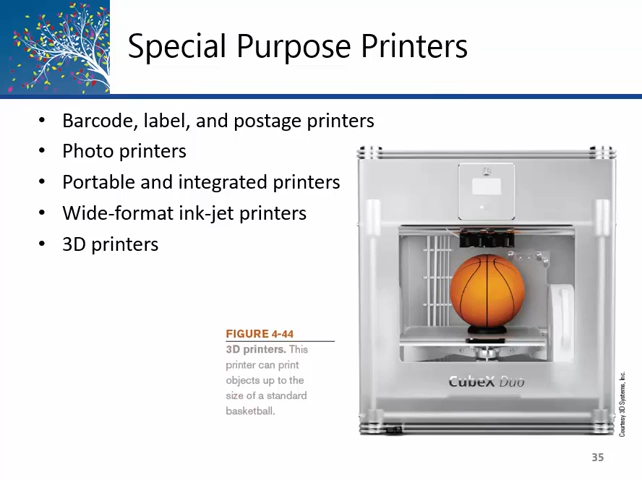 Special Purpose Printers
• Barcode, label, and postage printers
• Photo printers
• Portable and integrated printers
• Wide-format ink-jet printers
• 3D printers
FIGURE 4-44
3D printers. This
printer can print
objects up to the
size of a standard
basketball.
CubeX Duo
Courtesy 3D Systems, Inc.
35